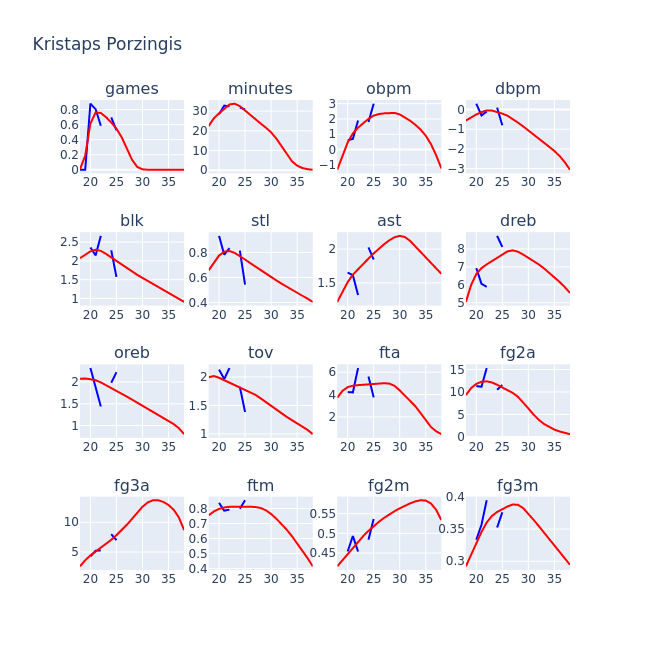 Kristaps Porzingis
games minutes obpm dbpm
0.8 0.6 0.4 0.2 0
30 20 10 0
3 2 1 0 −1
0 −1 −2 −3
20 25 30 35 20 25 30 35 20 25 30 35 20 25 30 35
blk stl ast dreb
2.5 2 1.5 1
0.8 0.6 0.4
2 1.5
8 7 6 5
20 25 30 35 20 25 30 35 20 25 30 35 20 25 30 35
oreb tov fta fg2a
2 1.5 1
2 1.5 1
6 4 2
15 10 5 0
20 25 30 35 20 25 30 35 20 25 30 35 20 25 30 35
fg3a ftm fg2m fg3m
10 5
0.8 0.7 0.6 0.5 0.4
0.55 0.5 0.45
0.4 0.35 0.3
20 25 30 35 20 25 30 35 20 25 30 35 20 25 30 35